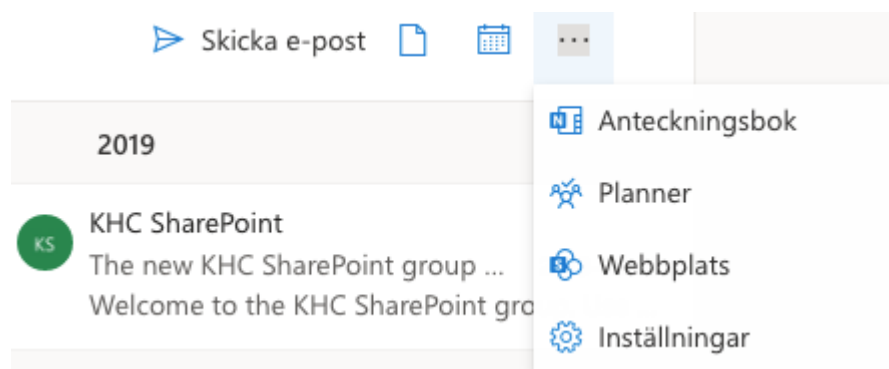 Skicka e-post
...
Anteckningsbok
2019
Planner
KHC SharePoint
KS
The new KHC SharePoint group ...
Webbplats
Welcome to the KHC SharePoint gro
Inställningar